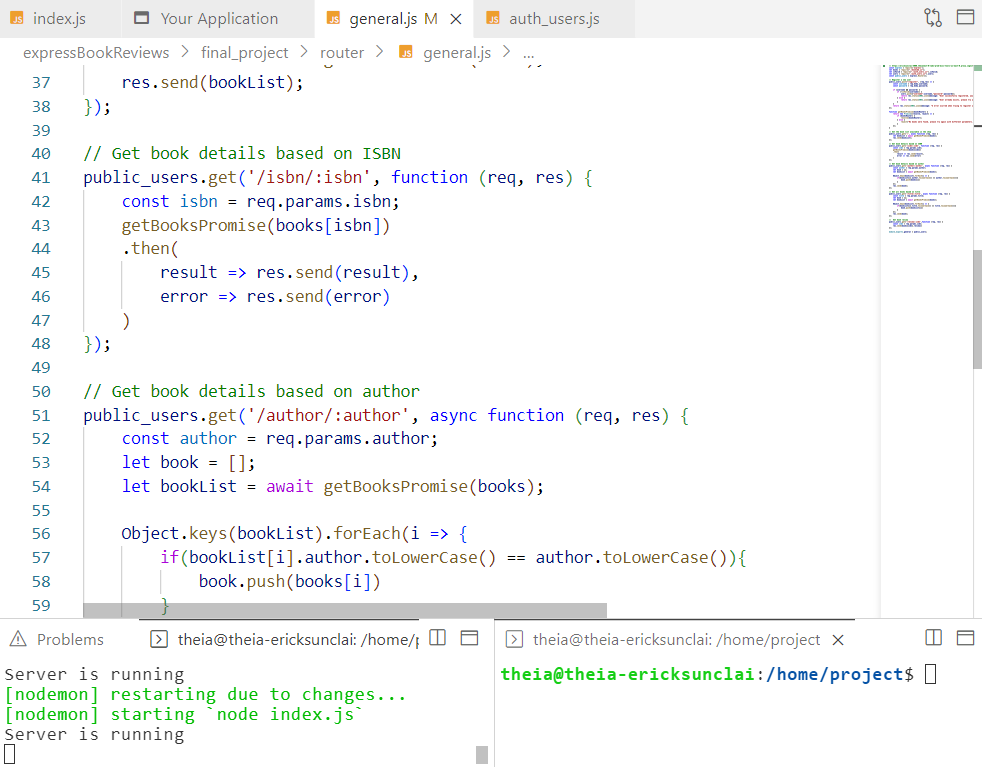 JS index.js
Your Application
JS general.js M ×
JS auth_users.js
expressBookReviews > final_project > router > JS general.js > ...
37 res.send(bookList);
38 });
39
40 // Get book details based on ISBN
41 public_users.get('/isbn/:isbn', function (req, res) {
42 const isbn = req.params.isbn;
43 getBooksPromise(books[isbn])
44 .then(
45 result => res.send(result),
46 error => res.send(error)
47 )
48 });
49
50 // Get book details based on author
51 public_users.get('/author/:author', async function (req, res) {
52 const author = req.params.author;
53 let book = [];
54 let bookList = await getBooksPromise(books);
55
56 Object.keys(bookList).forEach(i => {
57 if(bookList[i].author.toLowerCase() == author.toLowerCase()){
58 book.push(books[i])
59 }
Problems
theia@theia-ericksunclai: /home/p
Server is running
[nodemon] restarting due to changes...
[nodemon] starting `node index.js`
Server is running
theia@theia-ericksunclai: /home/project ×
theia@theia-ericksunclai:/home/project$